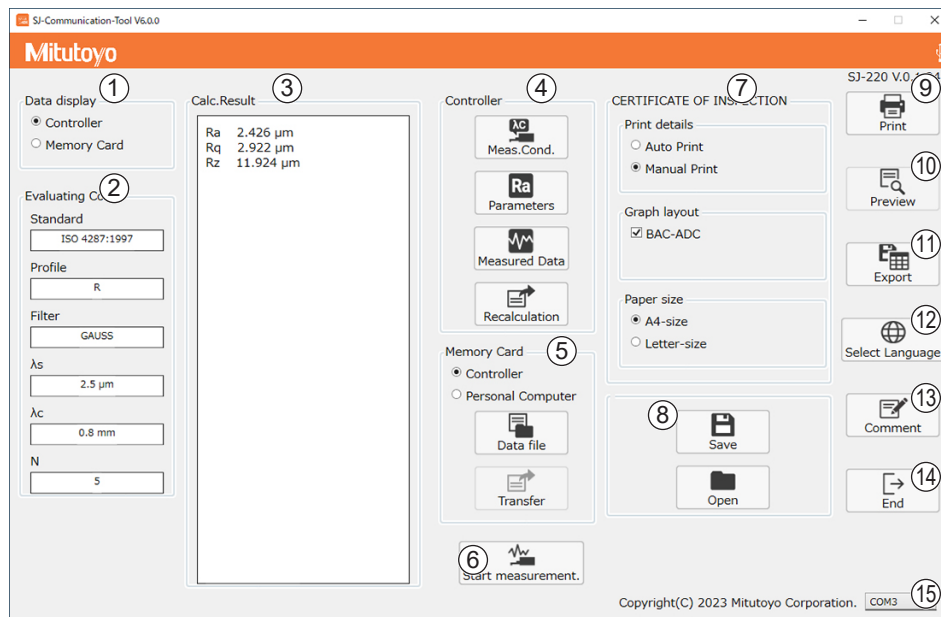 SJ-Communication-Tool V6.0.0
Mitutoyo
SJ-220 V.0.
①
Data display
Controller
Memory Card
②
Evaluating
Standard
ISO 4287:1997
Profile
R
Filter
GAUSS
λs
2.5 µm
λc
0.8 mm
N
5
③
Calc.Result
Ra 2.426 µm
Rq 2.922 µm
Rz 11.924 µm
④
Controller
λC
Meas.Cond.
Ra
Parameters
Measured Data
Recalculation
⑤
Memory Card
Controller
Personal Computer
Data file
Transfer
⑥
Start measurement.
⑦
CERTIFICATE OF INSPECTION
Print details
Auto Print
Manual Print
Graph layout
BAC-ADC
Paper size
A4-size
Letter-size
⑧
Save
Open
⑨
Print
⑩
Preview
⑪
Export
⑫
Select Language
⑬
Comment
⑭
End
Copyright(C) 2023 Mitutoyo Corporation.
COM3
⑮